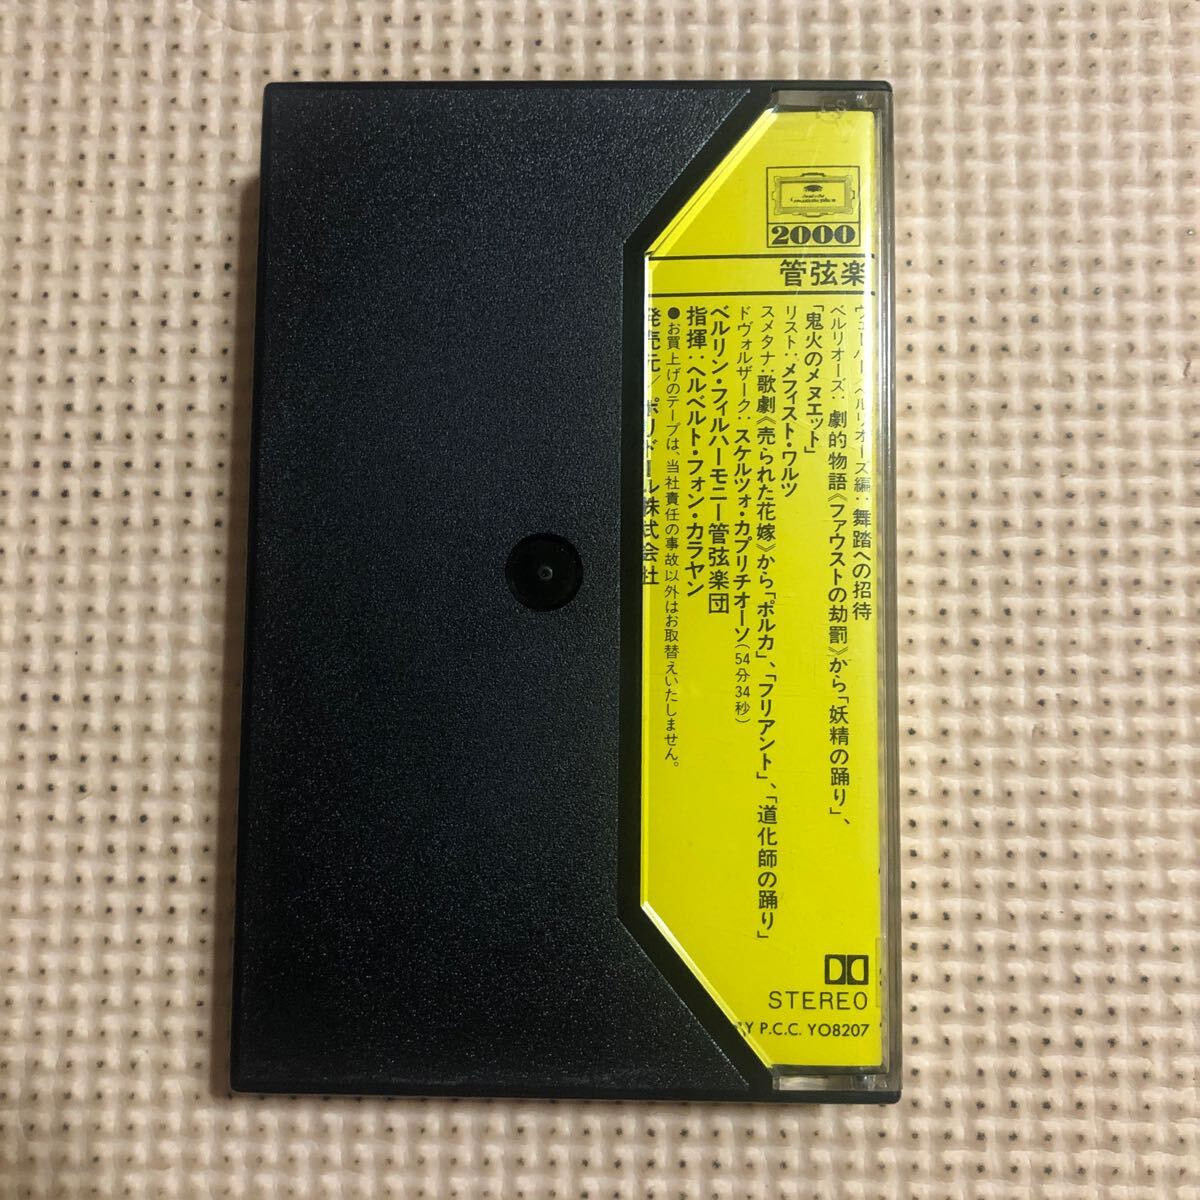 Deutsche
Grammophon
2000
管弦楽
ウェーバー(ベルリオーズ編:舞踏への招待
ベルリオーズ:劇的物語《ファウストの劫罰》から「妖精の踊り」、
「鬼火のメヌエット」
リスト:メフィスト・ワルツ
スメタナ:歌劇《売られた花嫁》から「ポルカ」、「フリアント」、「道化師の踊り」
ドヴォルザーク:スケルツォ・カプリチオーソ(54分34秒)
ベルリン・フィルハーモニー管弦楽団
指揮:ヘルベルト・フォン・カラヤン
●お買上げのテープは、当社責任の事故以外はお取替えいたしません。
発売元/ポリドール株式会社
STEREO
P.C.C. YO8207